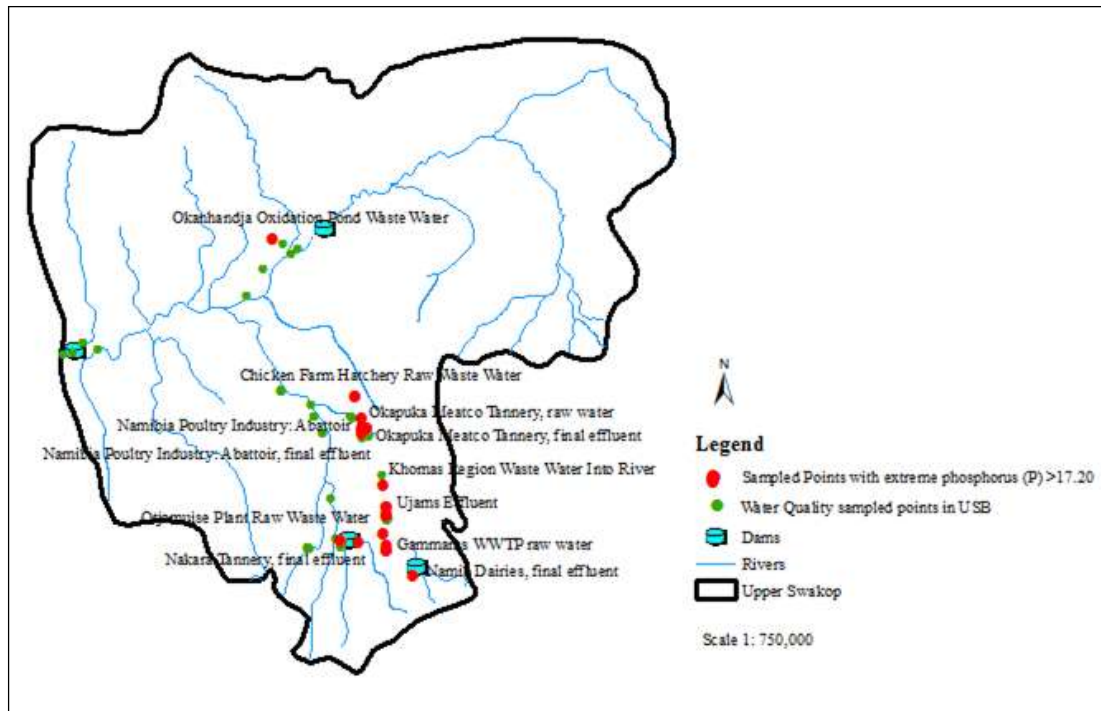 Okanhandja Oxidation Pond Waste Water
Chicken Farm Hatchery Raw Waste Water
Okapuka Meatco Tannery, raw water
Namibia Poultry Industry: Abattoir
Okapuka Meatco Tannery, final effluent
Namibia Poultry Industry: Abattoir, final effluent
Khomas Region Waste Water Into River
Ujams Effluent
Otjomuise Plant Raw Waste Water
Gammams WWTP raw water
Nakara Tannery, final effluent
Namib Dairies, final effluent
N
Legend
Sampled Points with extreme phosphorus (P) >17.20
Water Quality sampled points in USB
Dams
Rivers
Upper Swakop
Scale 1: 750,000